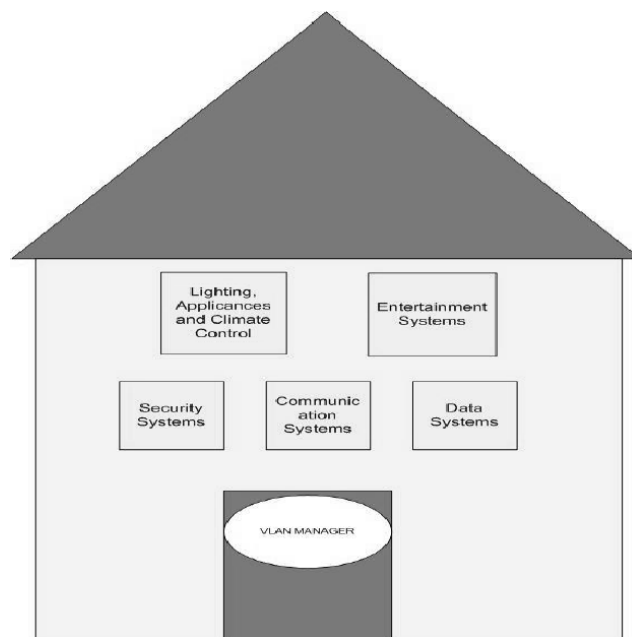 Lighting,
Applicances
and Climate
Control
Entertainment
Systems
Security
Systems
Communic
ation
Systems
Data
Systems
VLAN MANAGER